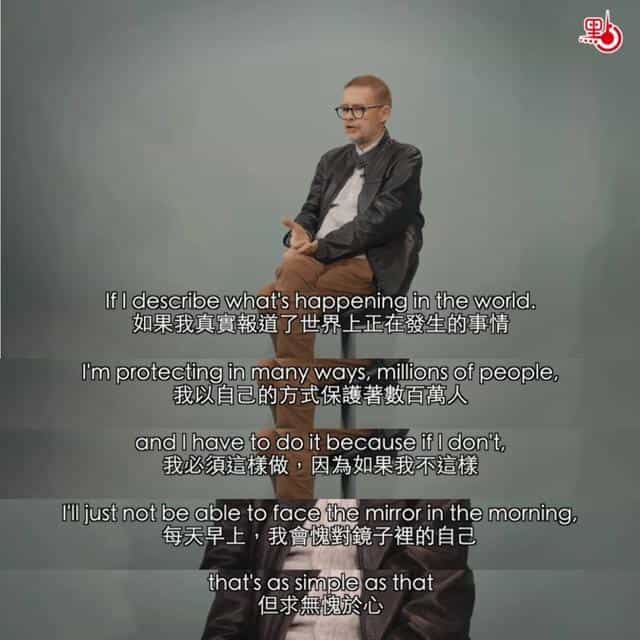 點
If I describe what's happening in the world.
如果我真實報道了世界上正在發生的事情
I'm protecting in many ways, millions of people,
我以自己的方式保護著數百萬人
and I have to do it because if I don't,
我必須這樣做，因為如果我不這樣
I'll just not be able to face the mirror in the morning,
每天早上，我會愧對鏡子裡的自己
that's as simple as that
但求無愧於心